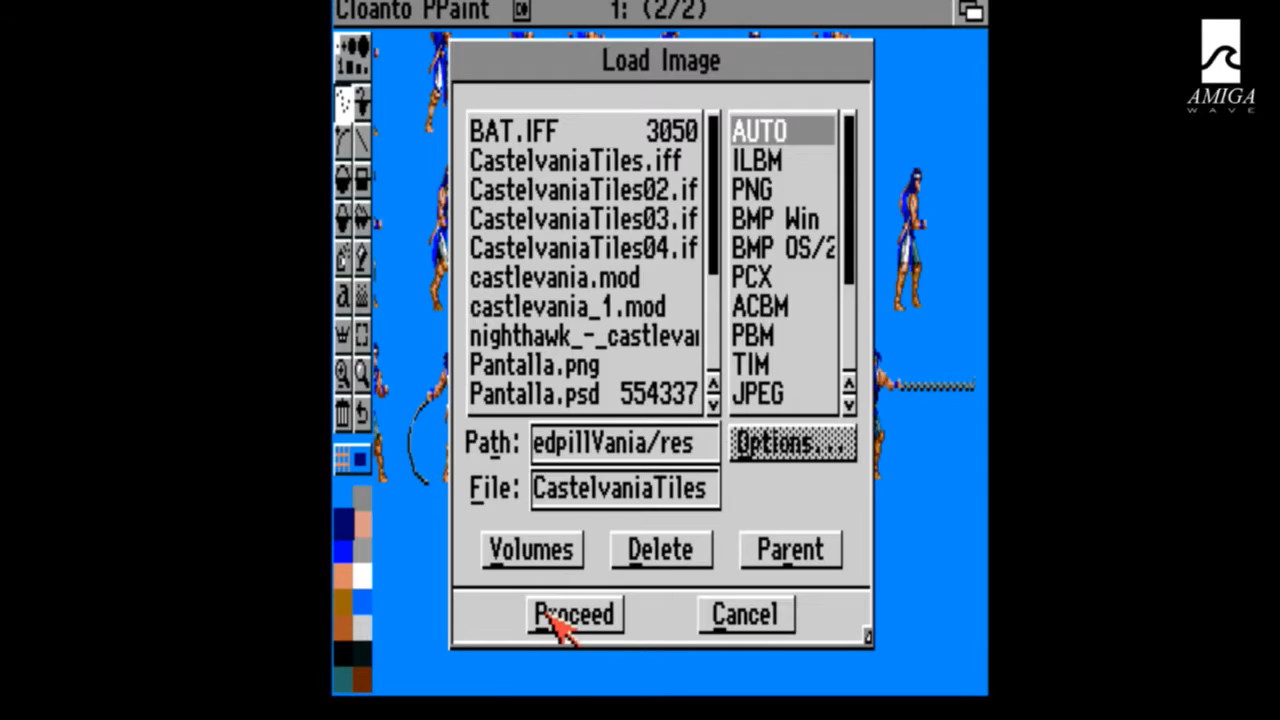 Cloanto PPaint 1: (2/2)
AMIGA
WAVE
Load Image
BAT.IFF 3050
CastelvaniaTiles.iff
CastelvaniaTiles02.if
CastelvaniaTiles03.if
CastelvaniaTiles04.if
castlevania.mod
castlevania_1.mod
nighthawk_-_castlevan
Pantalla.png
Pantalla.psd 554337
AUTO
ILBM
PNG
BMP Win
BMP OS/2
PCX
ACBM
PBM
TIM
JPEG
Path: edpillVania/res
Options...
File: CastelvaniaTiles
Volumes Delete Parent
Proceed Cancel